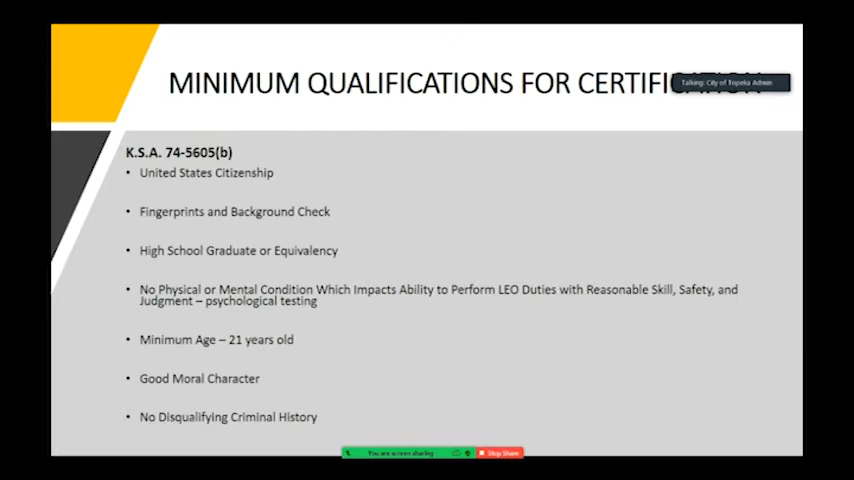 MINIMUM QUALIFICATIONS FOR CERTIFICATION
Talking: City of Topeka Admin
K.S.A. 74-5605(b)
• United States Citizenship
• Fingerprints and Background Check
• High School Graduate or Equivalency
• No Physical or Mental Condition Which Impacts Ability to Perform LEO Duties with Reasonable Skill, Safety, and
Judgment – psychological testing
• Minimum Age – 21 years old
• Good Moral Character
• No Disqualifying Criminal History
You are screen sharing
Stop Share